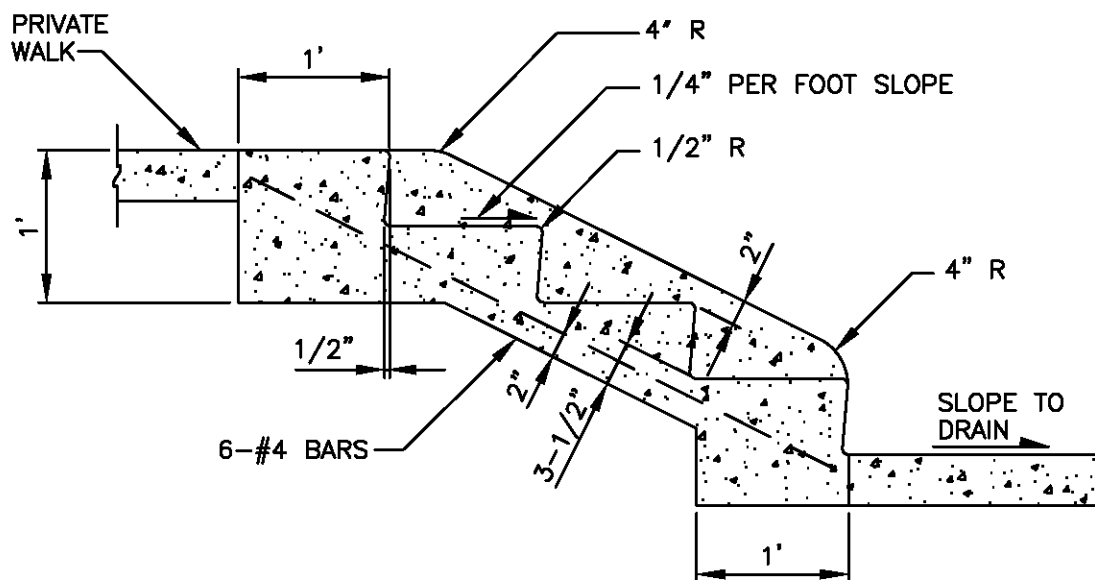 PRIVATE
WALK
1'
4" R
1/4" PER FOOT SLOPE
1/2" R
1'
2"
4" R
1/2"
2"
3-1/2"
6-#4 BARS
SLOPE TO
DRAIN
1'